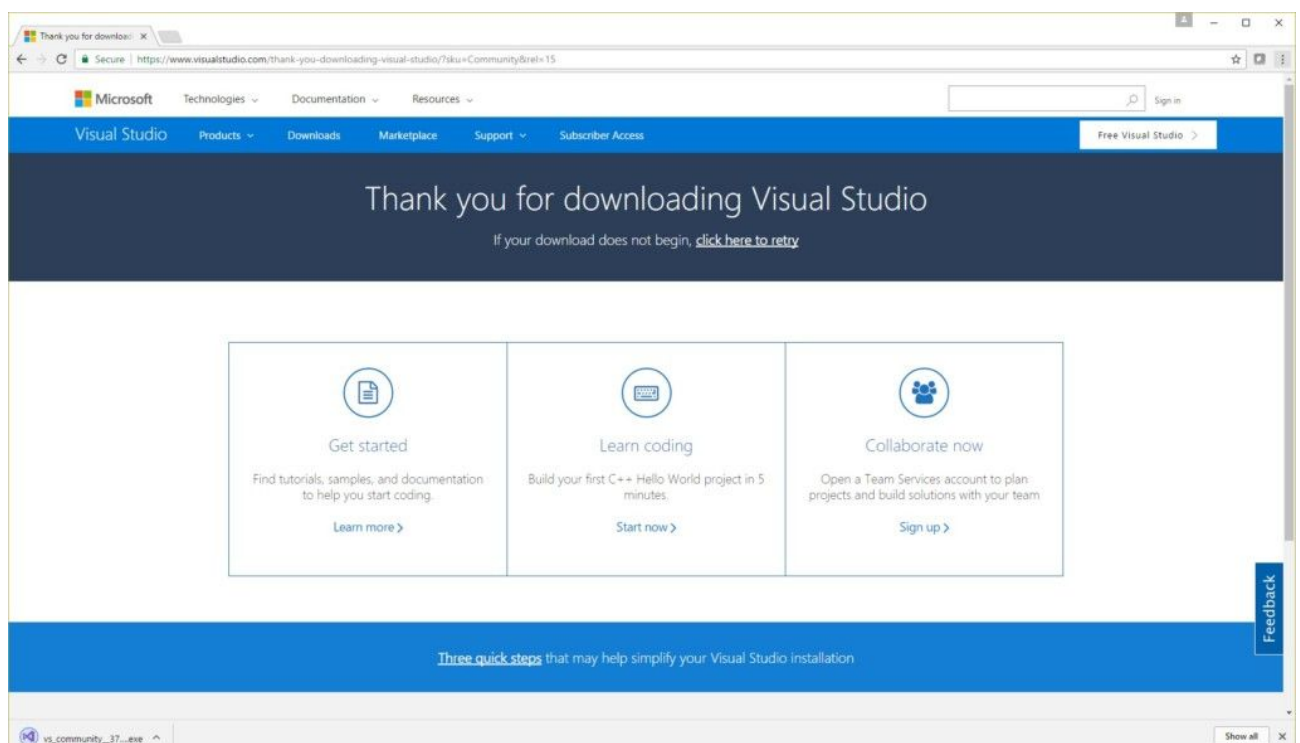 Thank you for download
Secure | https://www.visualstudio.com/thank-you-downloading-visual-studio/?sku=Community&rel=15
Microsoft Technologies Documentation Resources Sign in
Visual Studio Products Downloads Marketplace Support Subscriber Access Free Visual Studio
Thank you for downloading Visual Studio
If your download does not begin, click here to retry
Get started
Find tutorials, samples, and documentation
to help you start coding.
Learn more
Learn coding
Build your first C++ Hello World project in 5
minutes.
Start now
Collaborate now
Open a Team Services account to plan
projects and build solutions with your team
Sign up
Feedback
Three quick steps that may help simplify your Visual Studio installation
vs_community_37....exe
Show all